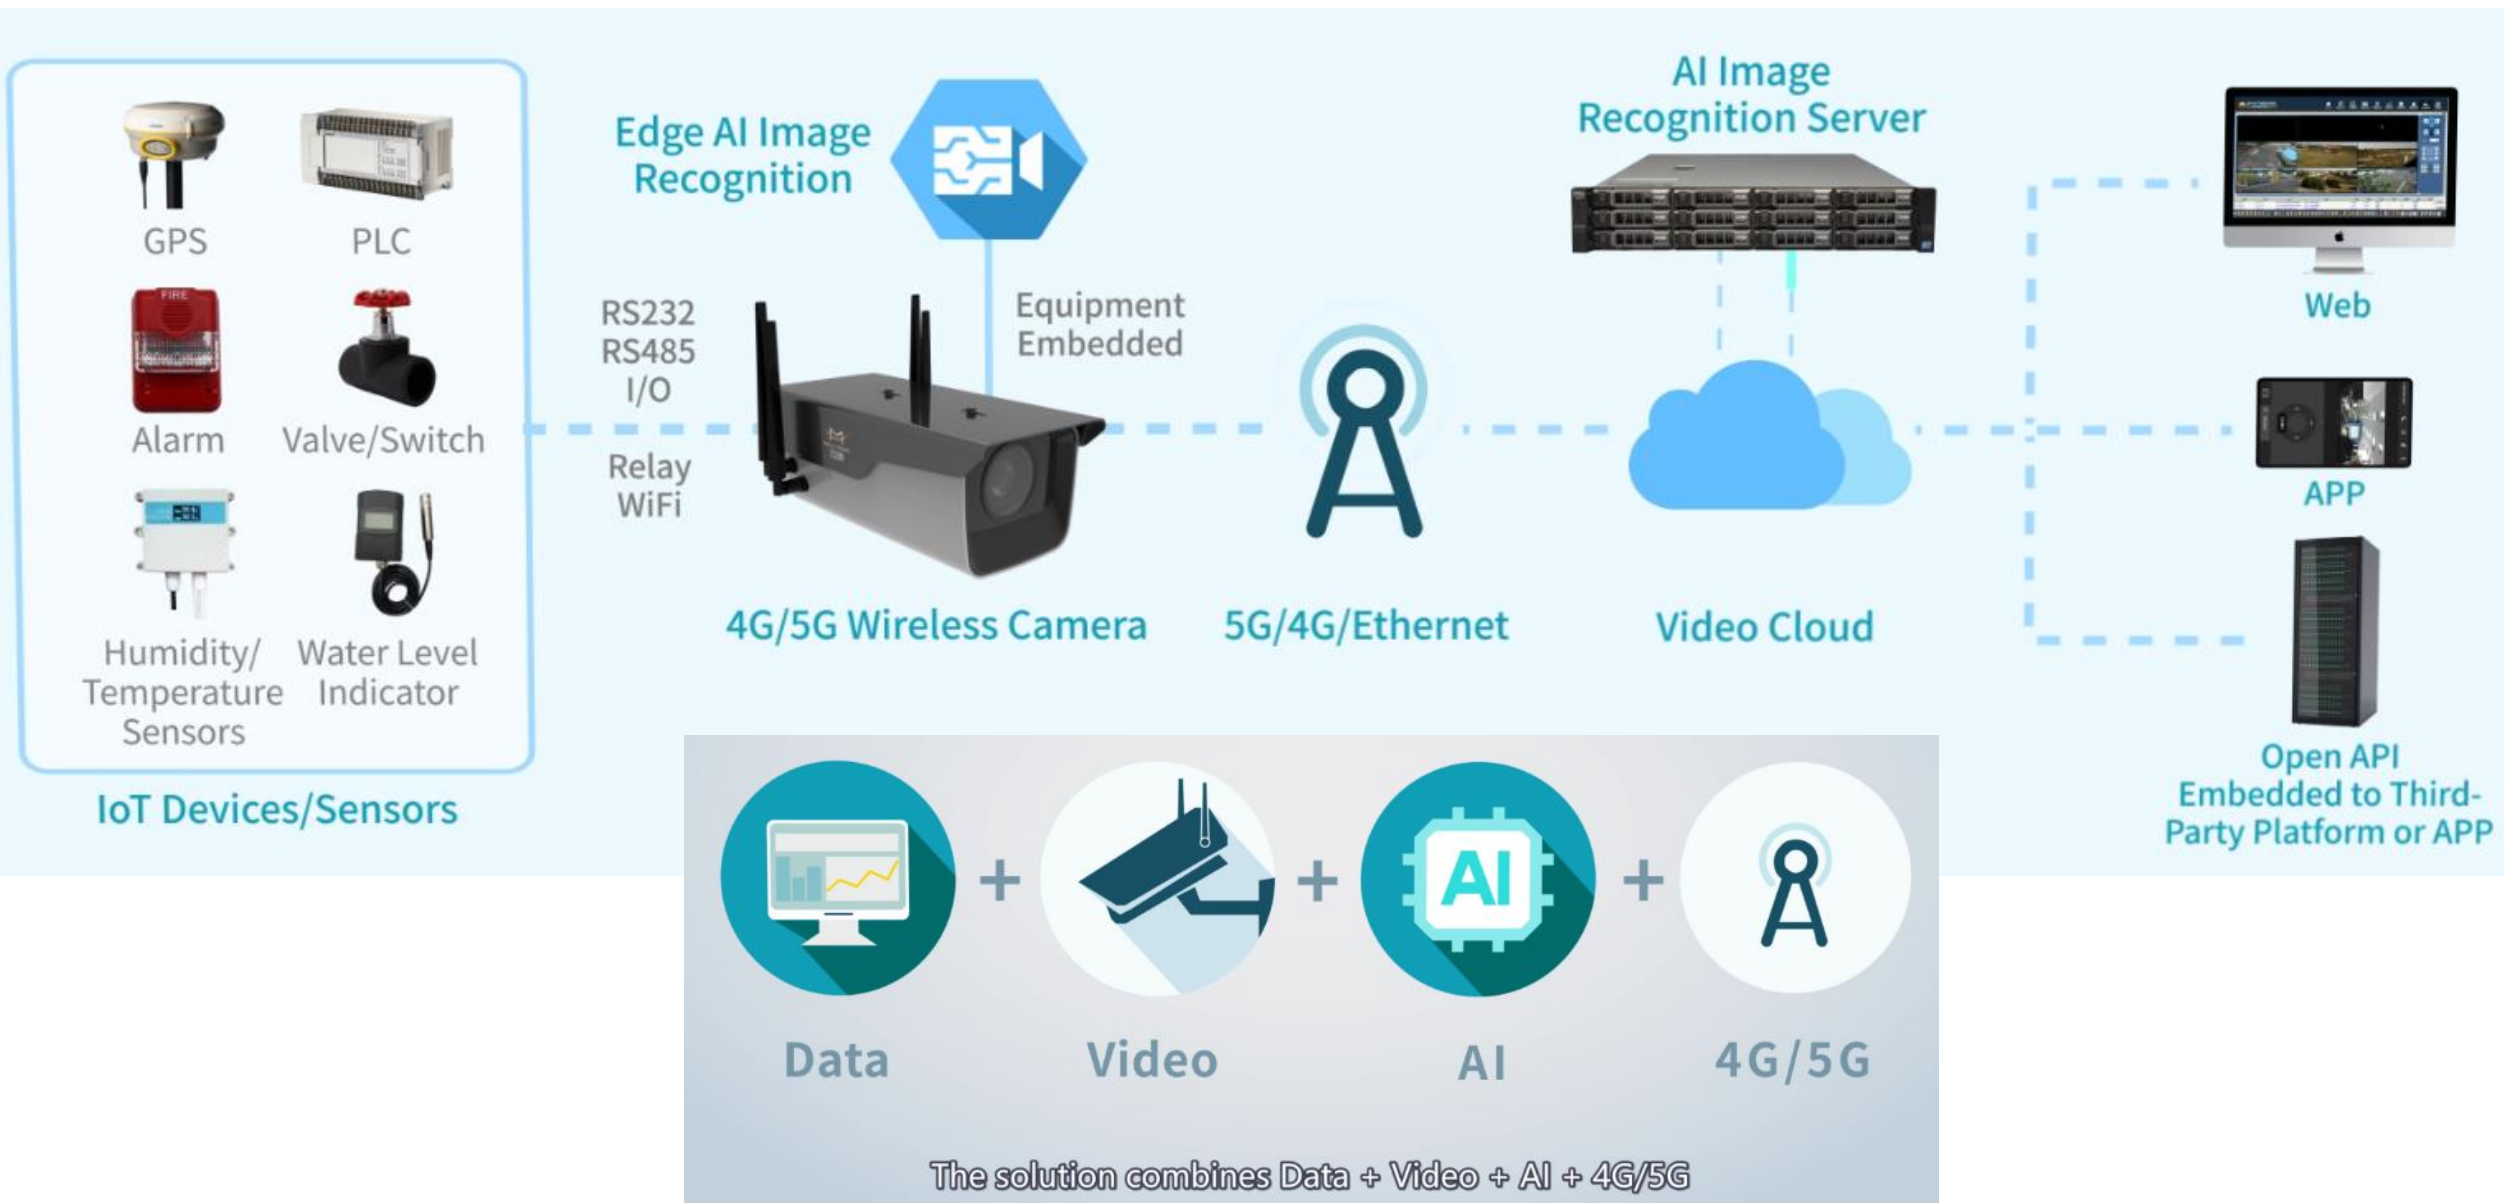 GPS
PLC
FIRE
Alarm
Valve/Switch
Humidity/
Temperature
Sensors
Water Level
Indicator
IoT Devices/Sensors
RS232
RS485
I/O
Relay
WiFi
Edge AI Image
Recognition
Equipment
Embedded
4G/5G Wireless Camera
5G/4G/Ethernet
AI Image
Recognition Server
Video Cloud
Web
APP
Open API
Embedded to Third-
Party Platform or APP
AI
Data
Video
AI
4G/5G
The solution combines Data + Video + AI + 4G/5G